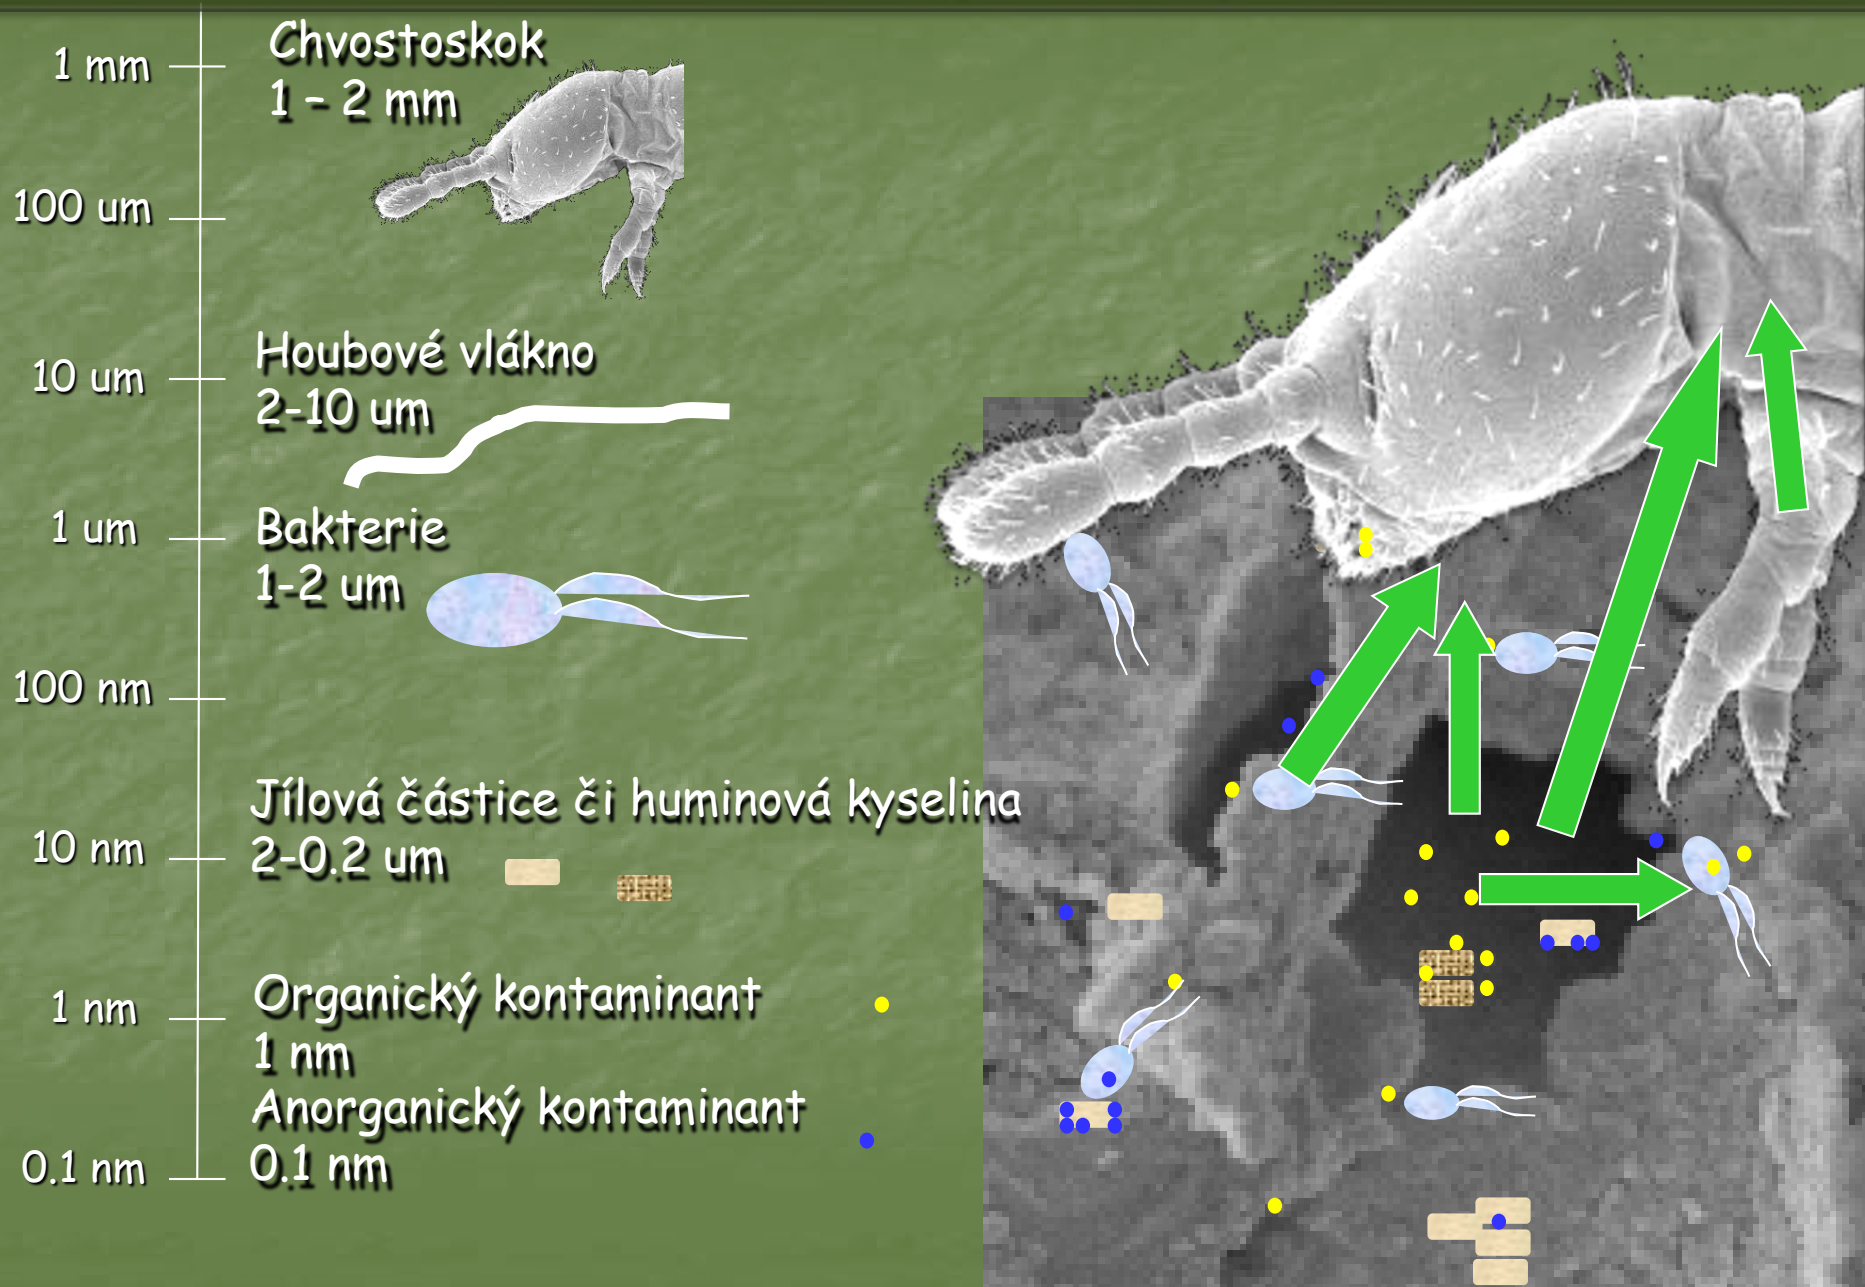 1 mm
100 um
10 um
1 um
100 nm
10 nm
1 nm
0.1 nm
Chvostoskok
1 – 2 mm
Houbové vlákno
2-10 um
Bakterie
1-2 um
Jílová částice či huminová kyselina
2-0.2 um
Organický kontaminant
1 nm
Anorganický kontaminant
0.1 nm